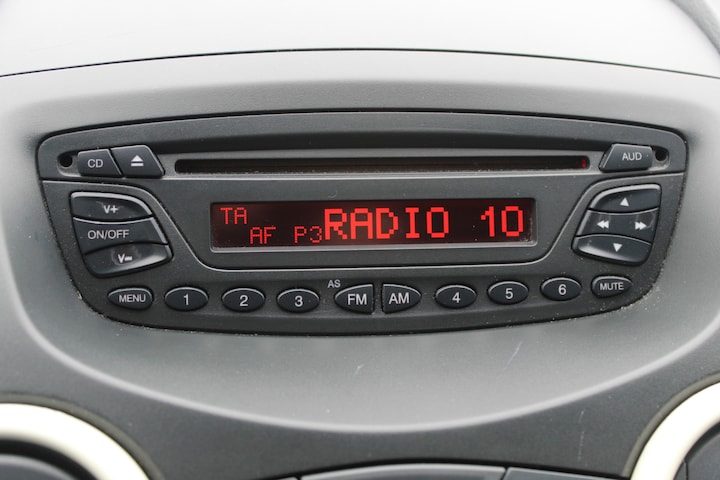 CD
AUD
V+
ON/OFF
V-
TA
AF P3 RADIO 10
MENU 1 2 3 AS FM AM 4 5 6 MUTE